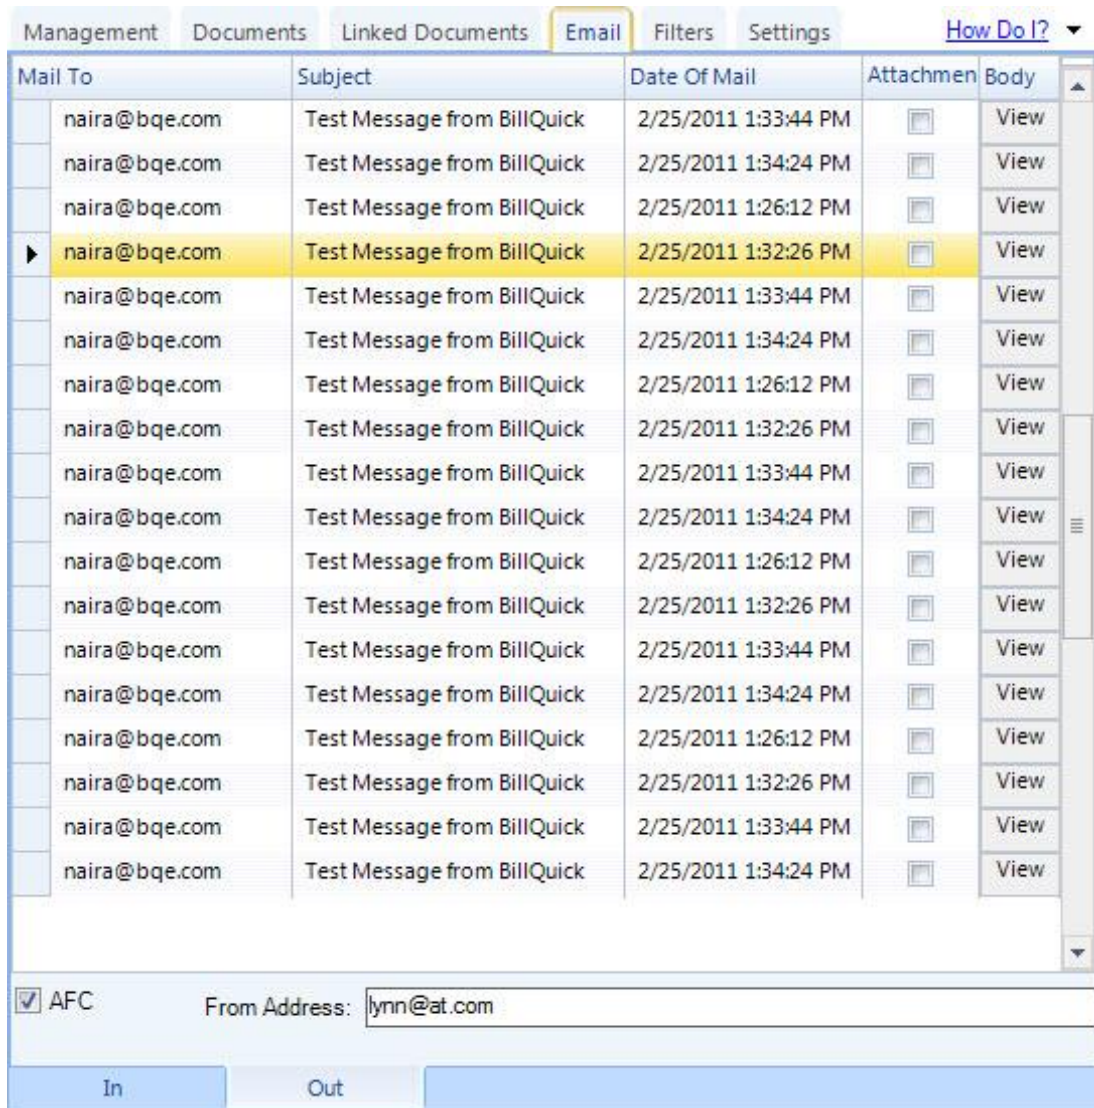 Management Documents Linked Documents Email Filters Settings How Do I?
Mail To Subject Date Of Mail Attachmen Body
naira@bqe.com Test Message from BillQuick 2/25/2011 1:33:44 PM View
naira@bqe.com Test Message from BillQuick 2/25/2011 1:34:24 PM View
naira@bqe.com Test Message from BillQuick 2/25/2011 1:26:12 PM View
naira@bqe.com Test Message from BillQuick 2/25/2011 1:32:26 PM View
naira@bqe.com Test Message from BillQuick 2/25/2011 1:33:44 PM View
naira@bqe.com Test Message from BillQuick 2/25/2011 1:34:24 PM View
naira@bqe.com Test Message from BillQuick 2/25/2011 1:26:12 PM View
naira@bqe.com Test Message from BillQuick 2/25/2011 1:32:26 PM View
naira@bqe.com Test Message from BillQuick 2/25/2011 1:33:44 PM View
naira@bqe.com Test Message from BillQuick 2/25/2011 1:34:24 PM View
naira@bqe.com Test Message from BillQuick 2/25/2011 1:26:12 PM View
naira@bqe.com Test Message from BillQuick 2/25/2011 1:32:26 PM View
naira@bqe.com Test Message from BillQuick 2/25/2011 1:33:44 PM View
naira@bqe.com Test Message from BillQuick 2/25/2011 1:34:24 PM View
naira@bqe.com Test Message from BillQuick 2/25/2011 1:26:12 PM View
naira@bqe.com Test Message from BillQuick 2/25/2011 1:32:26 PM View
naira@bqe.com Test Message from BillQuick 2/25/2011 1:33:44 PM View
naira@bqe.com Test Message from BillQuick 2/25/2011 1:34:24 PM View
AFC From Address: lynn@at.com
In Out